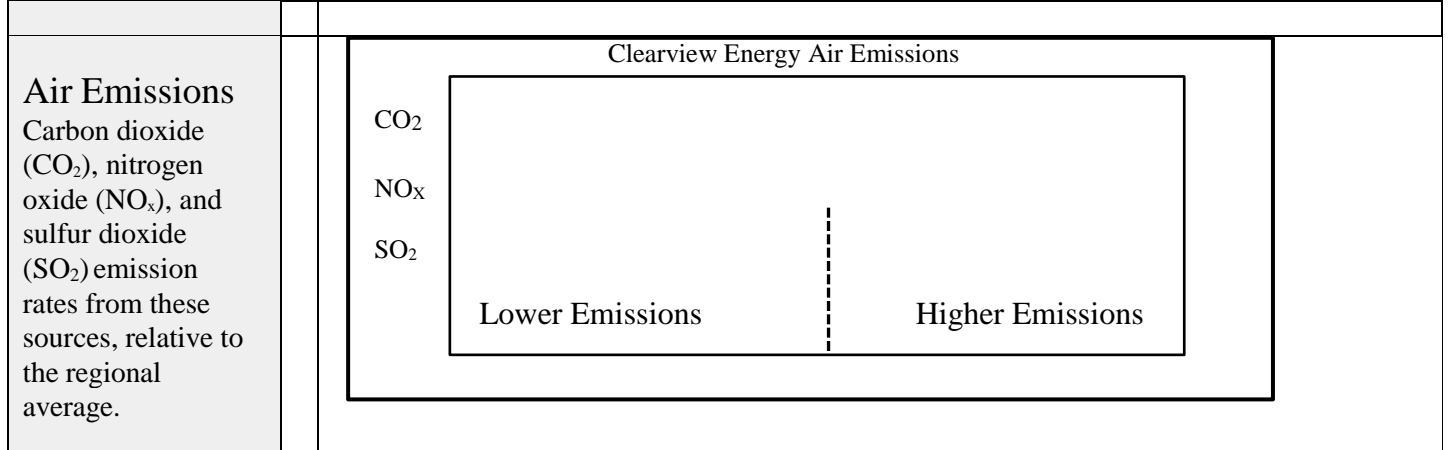 Air Emissions
Carbon dioxide
(CO₂), nitrogen
oxide (NOₓ), and
sulfur dioxide
(SO₂) emission
rates from these
sources, relative to
the regional
average.
Clearview Energy Air Emissions
CO₂
NOX
SO₂
Lower Emissions Higher Emissions